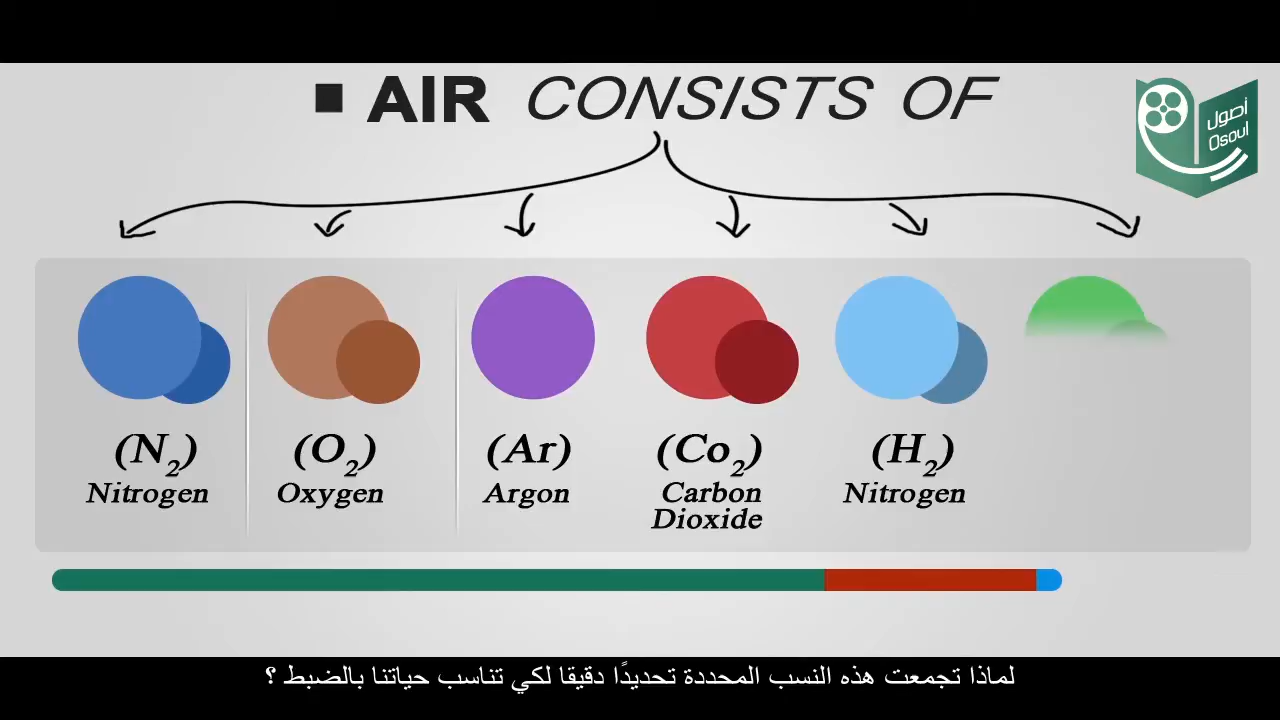 AIR CONSISTS OF
أصول
Osoul
(N2)
Nitrogen
(O2)
Oxygen
(Ar)
Argon
(Co2)
Carbon
Dioxide
(H2)
Nitrogen
لماذا تجمعت هذه النسب المحددة تحديدًا دقيقا لكي تناسب حياتنا بالضبط ؟